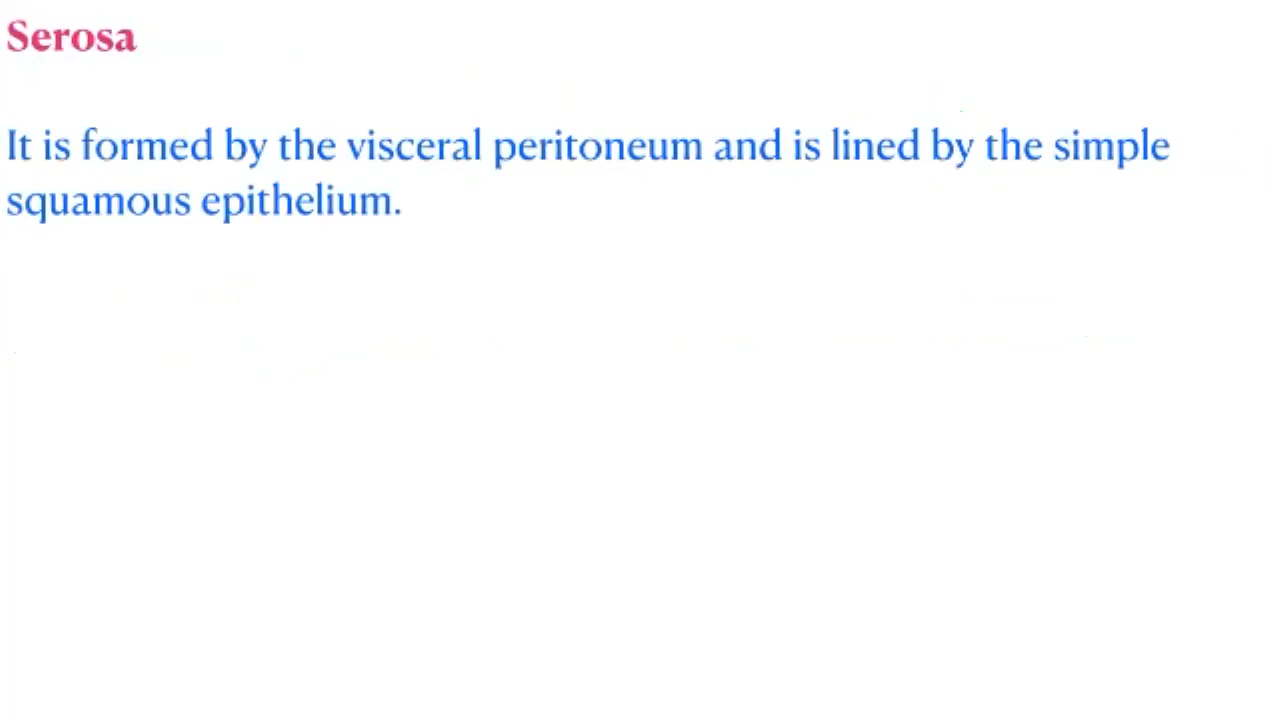 Serosa
It is formed by the visceral peritoneum and is lined by the simple
squamous epithelium.